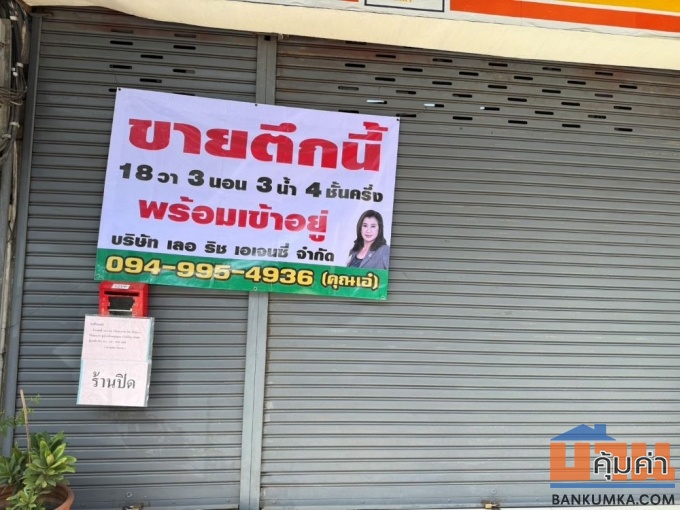 ขายตึกนี้
18 วา 3 นอน 3 น้ำ 4 ชั้นครึ่ง
พร้อมเข้าอยู่
บริษัท เลอ ริช เอเจนซี่ จำกัด
094-995-4936 (คุณเอ๋)
ร้านปิด
บ้าน
คุ้มค่า
BANKUMKA.COM